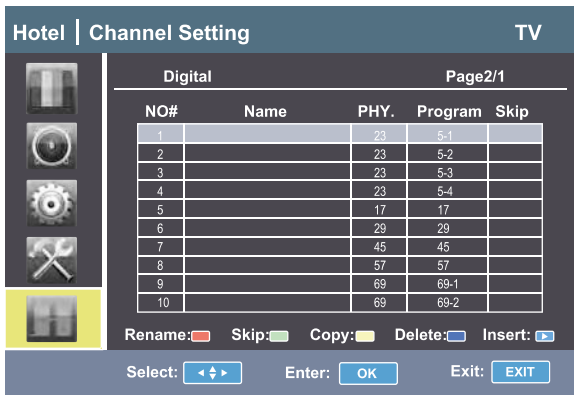 Hotel | Channel Setting TV
Digital Page2/1
NO# Name PHY. Program Skip
1 23 5-1
2 23 5-2
3 23 5-3
4 23 5-4
5 17 17
6 29 29
7 45 45
8 57 57
9 69 69-1
10 69 69-2
Rename: Skip: Copy: Delete: Insert:
Select: Enter: OK Exit: EXIT